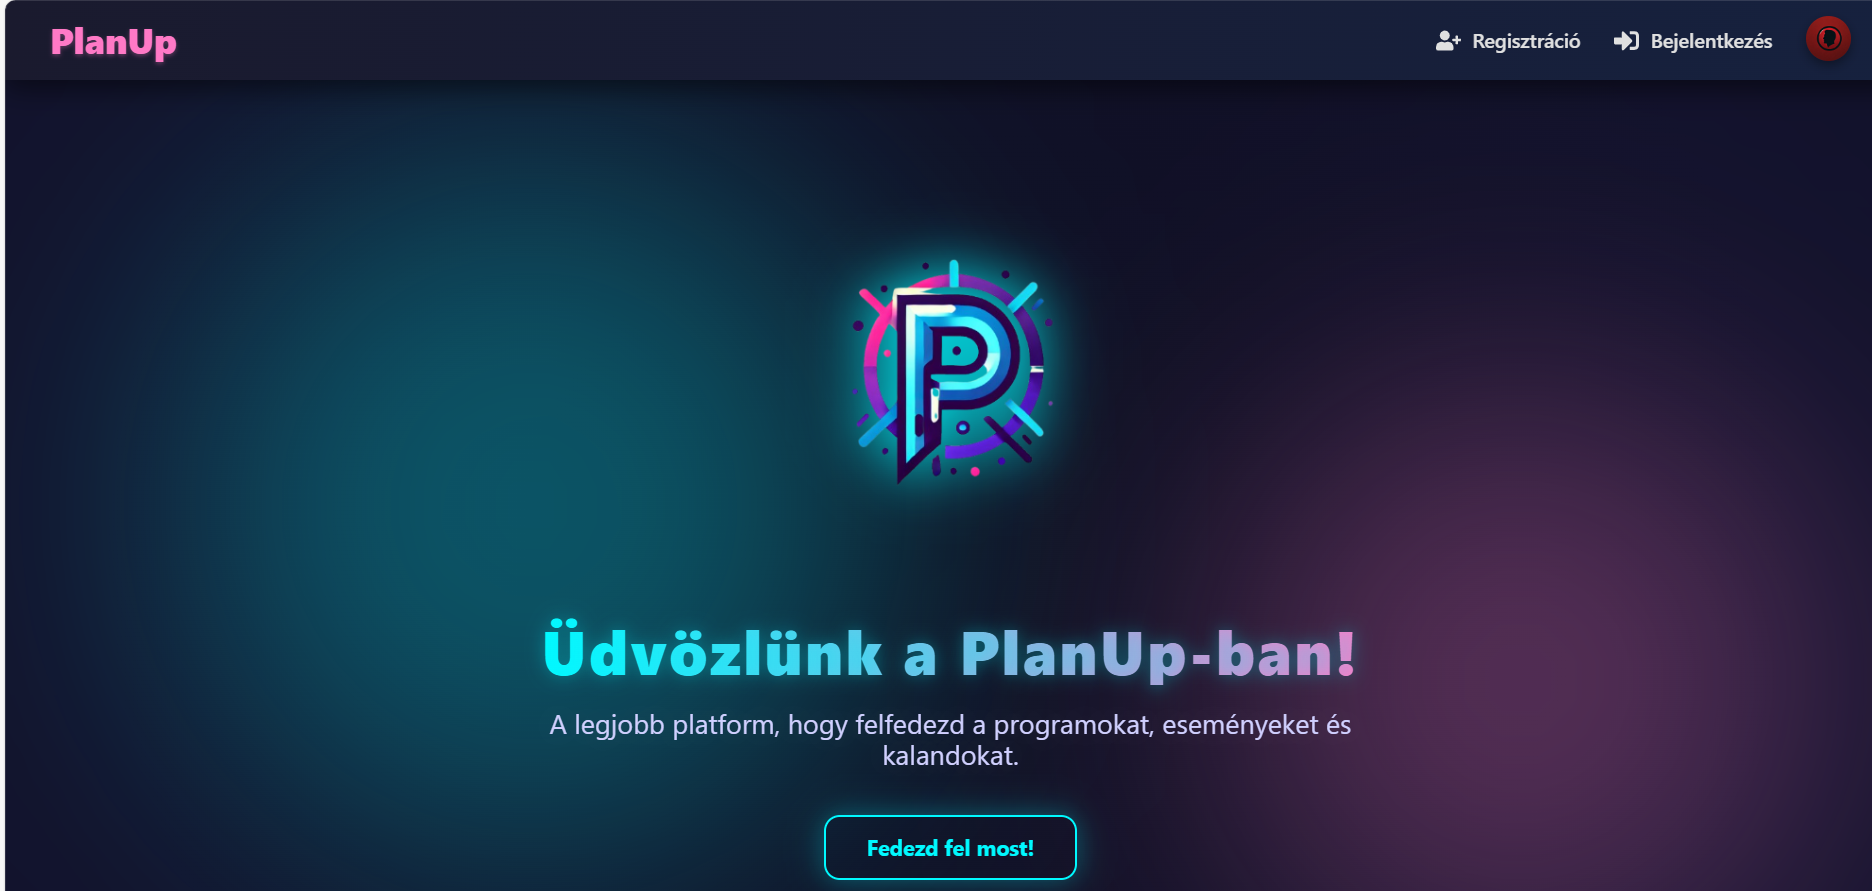 PlanUp
Regisztráció
Bejelentkezés
P
Üdvözlünk a PlanUp-ban!
A legjobb platform, hogy felfedezd a programokat, eseményeket és
kalandokat.
Fedezd fel most!